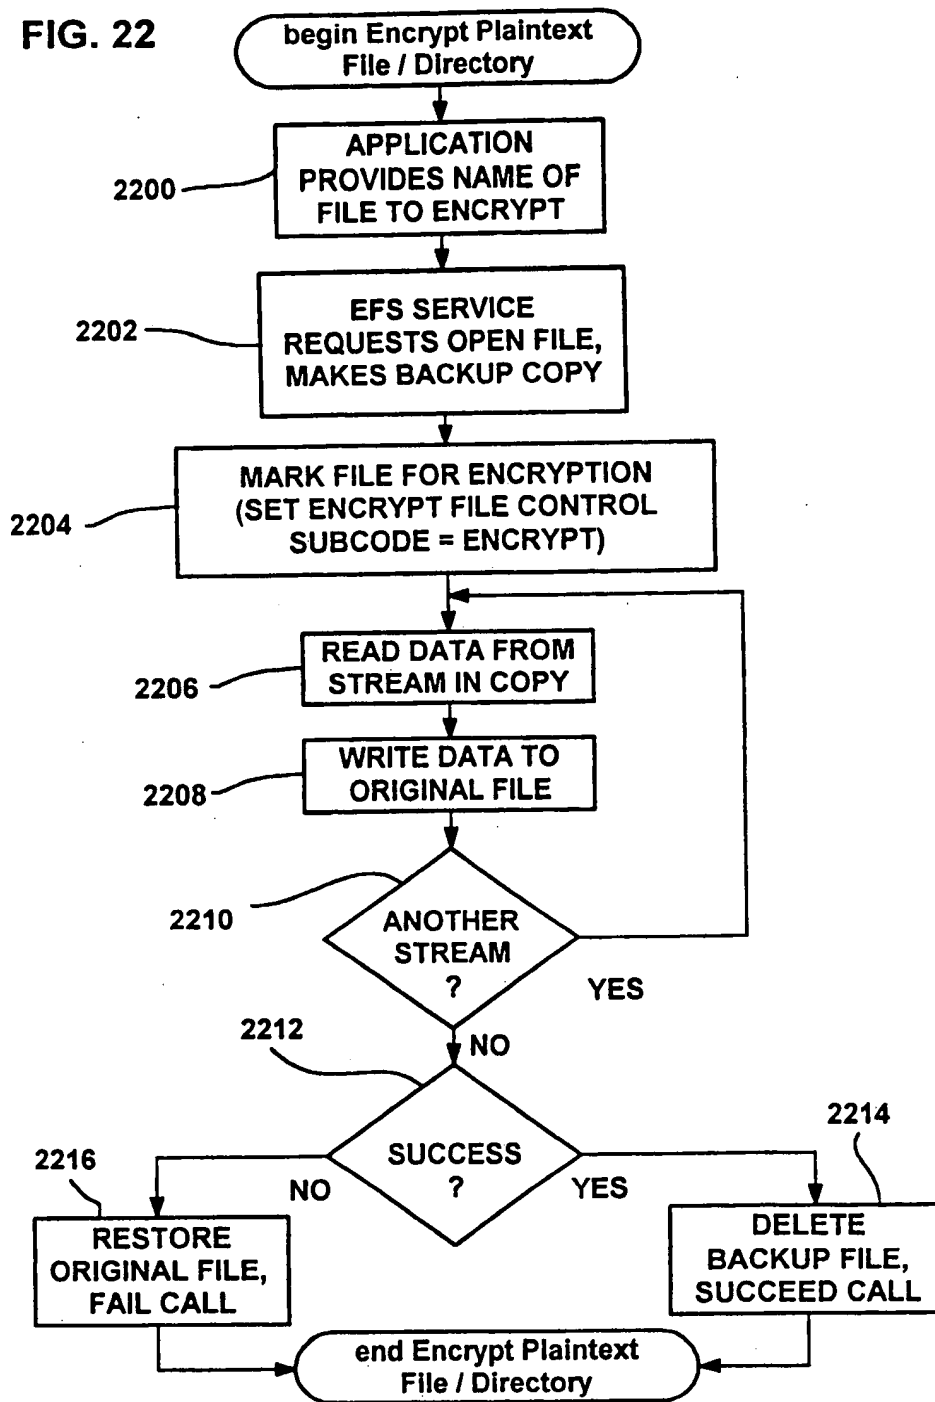 FIG. 22
begin Encrypt Plaintext
File / Directory
2200
APPLICATION
PROVIDES NAME OF
FILE TO ENCRYPT
2202
EFS SERVICE
REQUESTS OPEN FILE,
MAKES BACKUP COPY
2204
MARK FILE FOR ENCRYPTION
(SET ENCRYPT FILE CONTROL
SUBCODE = ENCRYPT)
2206
READ DATA FROM
STREAM IN COPY
2208
WRITE DATA TO
ORIGINAL FILE
2210
ANOTHER
STREAM
?
YES
NO
2212
SUCCESS
?
NO
YES
2216
RESTORE
ORIGINAL FILE,
FAIL CALL
2214
DELETE
BACKUP FILE,
SUCCEED CALL
end Encrypt Plaintext
File / Directory